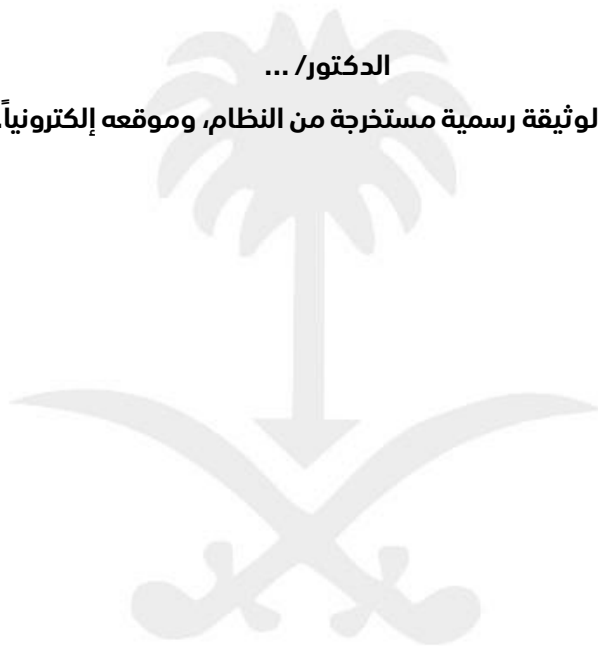 الدكتور/ ...
لوثيقة رسمية مستخرجة من النظام، وموقعه إلكترونياً.